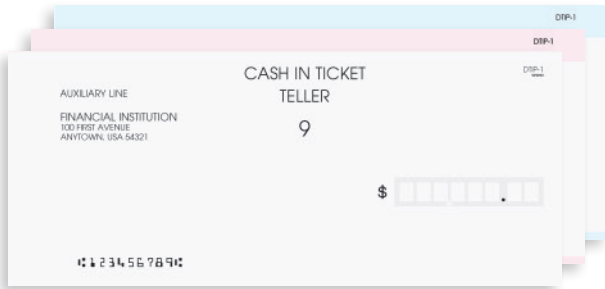 DTIP-1
DTIP-1
DTIP-1
CASH IN TICKET
TELLER
9
AUXILIARY LINE
FINANCIAL INSTITUTION
100 FIRST AVENUE
ANYTOWN, USA 54321
$ .
⑆123456789⑆